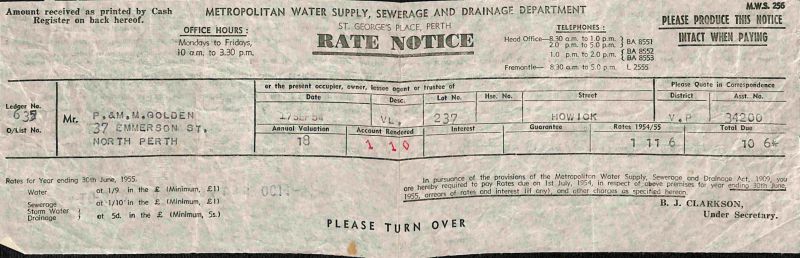 Amount received as printed by Cash Register on back hereof.
METROPOLITAN WATER SUPPLY, SEWERAGE AND DRAINAGE DEPARTMENT
ST. GEORGE'S PLACE, PERTH
RATE NOTICE
OFFICE HOURS :
Mondays to Fridays,
10 a.m. to 3.30 p.m.
TELEPHONES :
Head Office—8.30 a.m. to 1.0 p.m. } BA 8551
2.0 p.m. to 5.0 p.m.
1.0 p.m. to 2.0 p.m. { BA 8552
BA 8553
Fremantle— 8.30 a.m. to 5.0 p.m. L 2555
M.W.S. 256
PLEASE PRODUCE THIS NOTICE
INTACT WHEN PAYING
or the present occupier, owner, lessee agent or trustee of
Please Quote in Correspondence
Ledger No.
D/List No.
Mr.
P.&M.M.GOLDEN
37 EMMERSON ST,
NORTH PERTH
Date Desc. Lot No. Hse. No. Street District Asst. No.
VL. 237 HOWICK V.P 34200
Annual Valuation Account Rendered Interest Guarantee Rates 1954/55 Total Due
18 1 1 0 1 11 6 10 6
Rates for Year ending 30th June, 1955.
Water at 1/9 in the £ (Minimum, £1)
Sewerage at 1/10 in the £ (Minimum, £1)
Storm Water Drainage } at 5d. in the £ (Minimum, 5s.)
In pursuance of the provisions of the Metropolitan Water Supply, Sewerage and Drainage Act, 1909, you
are hereby required to pay Rates due on 1st July, 1954, in respect of above premises for year ending 30th June,
1955, arrears of rates and interest (if any), and other charges as specified hereon.
B. J. CLARKSON,
Under Secretary.
PLEASE TURN OVER